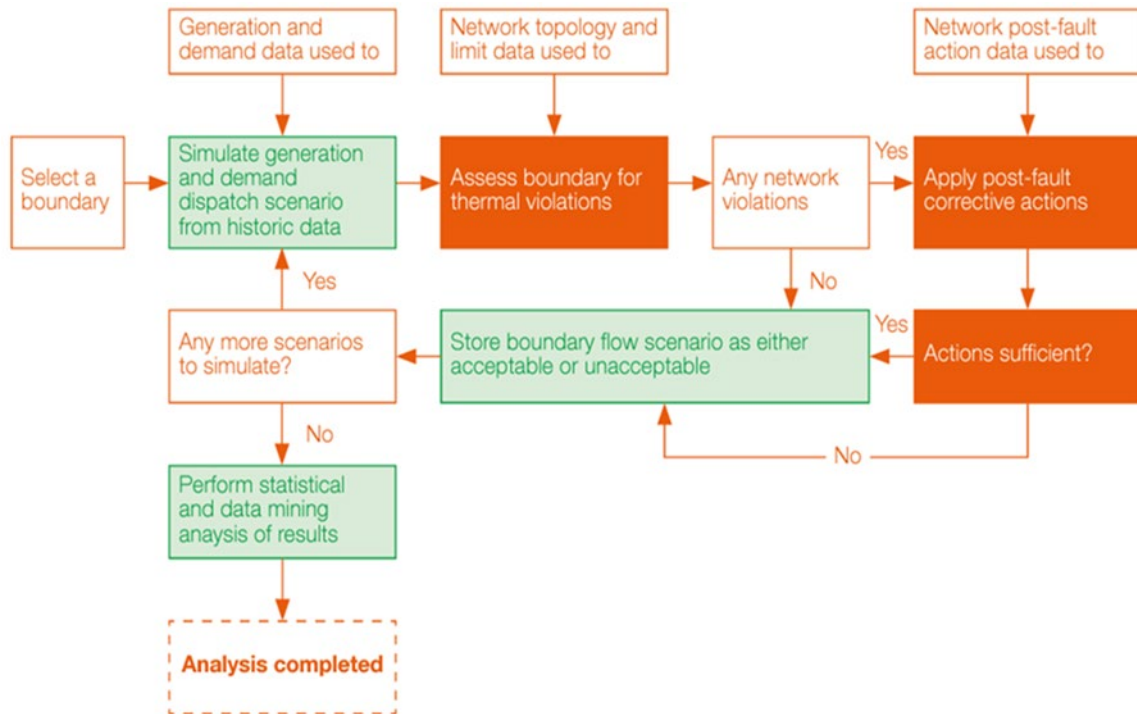 Generation and
demand data used to
Network topology and
limit data used to
Network post-fault
action data used to
Select a
boundary
Simulate generation
and demand
dispatch scenario
from historic data
Assess boundary for
thermal violations
Any network
violations
Yes
Apply post-fault
corrective actions
Yes
No
Any more scenarios
to simulate?
Store boundary flow scenario as either
acceptable or unacceptable
Yes
Actions sufficient?
No
No
Perform statistical
and data mining
anaysis of results
Analysis completed